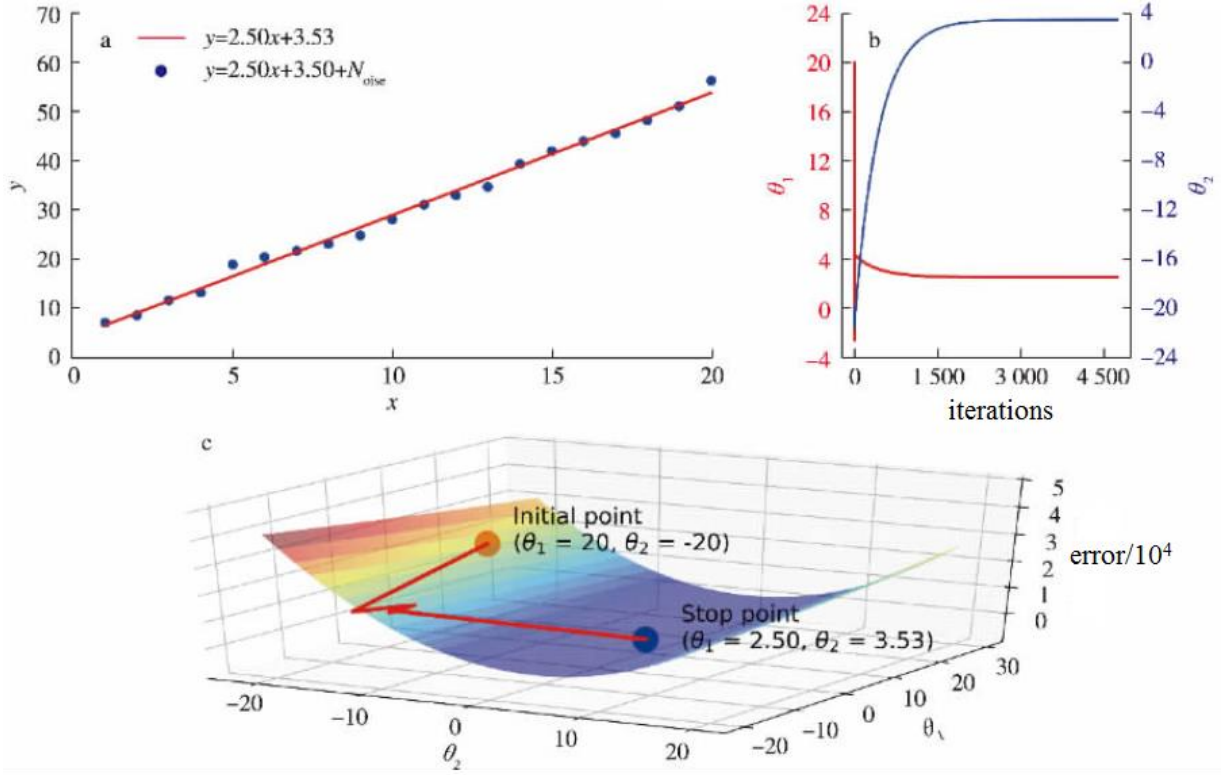 a
y=2.50x+3.53
y=2.50x+3.50+Noise
70
60
50
40
30
20
10
0
y
0 5 10 15 20
x
b
24
20
16
12
8
4
0
−4
θ1
4
0
−4
−8
−12
−16
−20
−24
θ2
0 1 500 3 000 4 500
iterations
c
Initial point
(θ1 = 20, θ2 = -20)
Stop point
(θ1 = 2.50, θ2 = 3.53)
5
4
3
2
1
0
error/10⁴
−20 −10 0 10 20
θ2
−20 −10 0 10 20 30
θ1